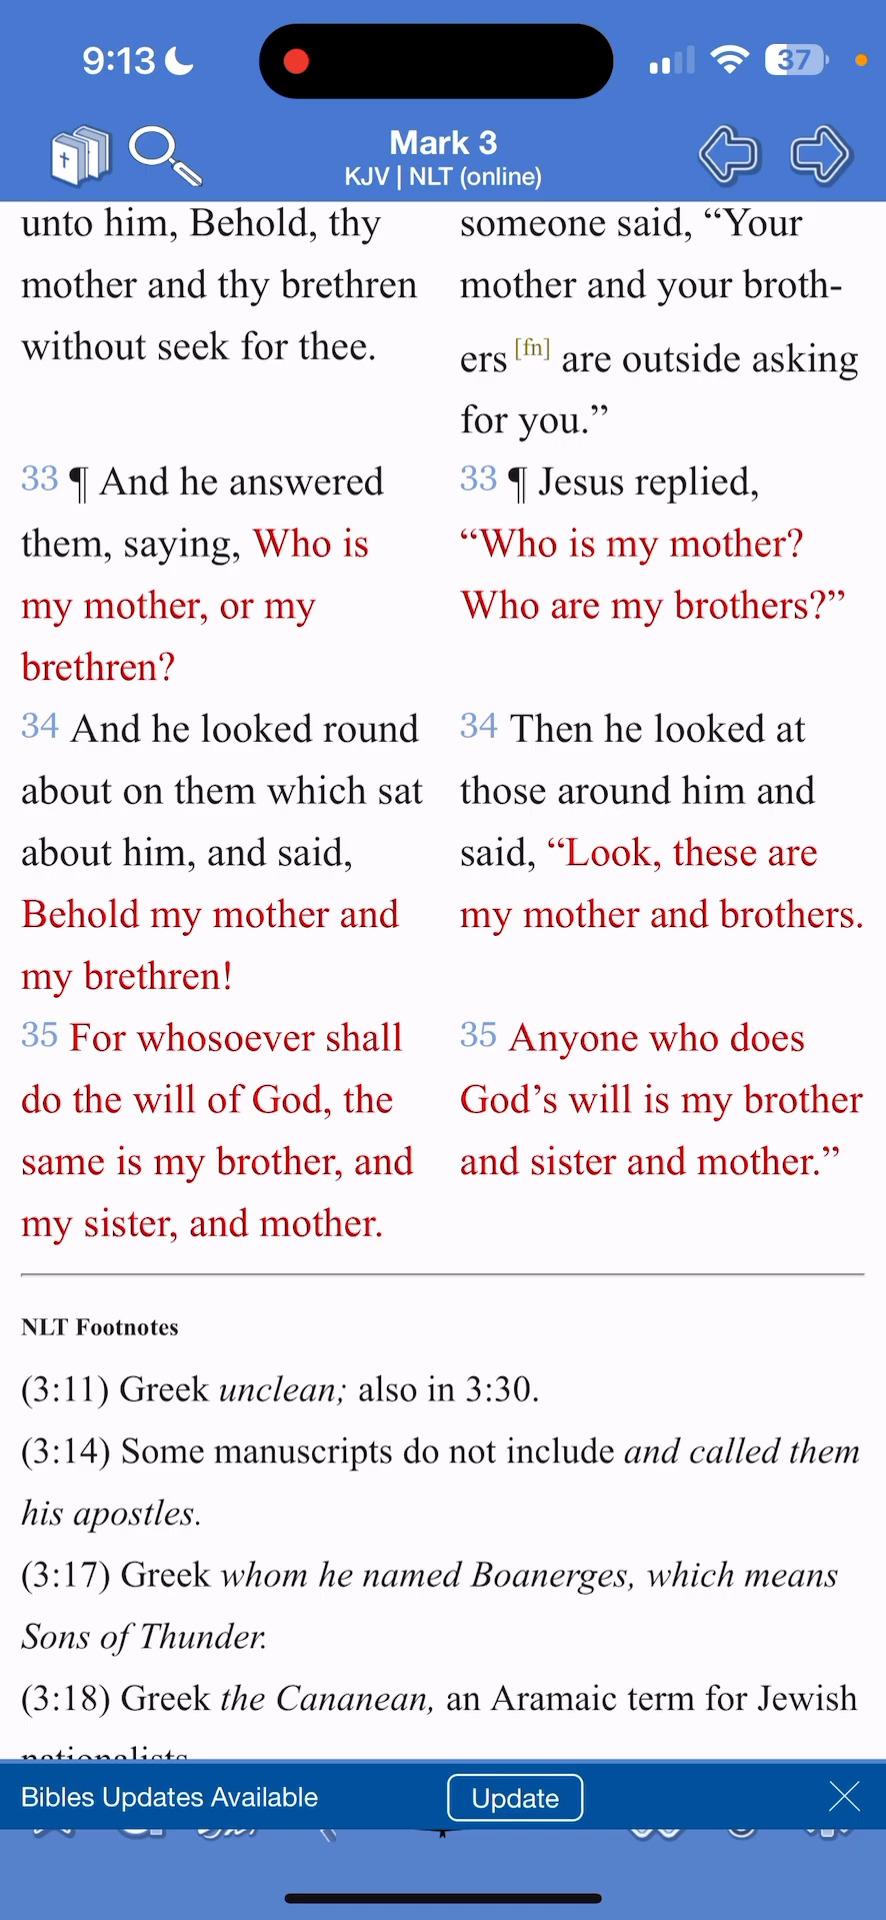 9:13
37
Mark 3
KJV | NLT (online)
unto him, Behold, thy
mother and thy brethren
without seek for thee.
someone said, “Your
mother and your broth-
ers [fn] are outside asking
for you.”
33 ¶ And he answered
them, saying, Who is
my mother, or my
brethren?
33 ¶ Jesus replied,
“Who is my mother?
Who are my brothers?”
34 And he looked round
about on them which sat
about him, and said,
Behold my mother and
my brethren!
34 Then he looked at
those around him and
said, “Look, these are
my mother and brothers.
35 For whosoever shall
do the will of God, the
same is my brother, and
my sister, and mother.
35 Anyone who does
God’s will is my brother
and sister and mother.”
NLT Footnotes
(3:11) Greek unclean; also in 3:30.
(3:14) Some manuscripts do not include and called them
his apostles.
(3:17) Greek whom he named Boanerges, which means
Sons of Thunder.
(3:18) Greek the Cananean, an Aramaic term for Jewish
nationalists.
Bibles Updates Available
Update